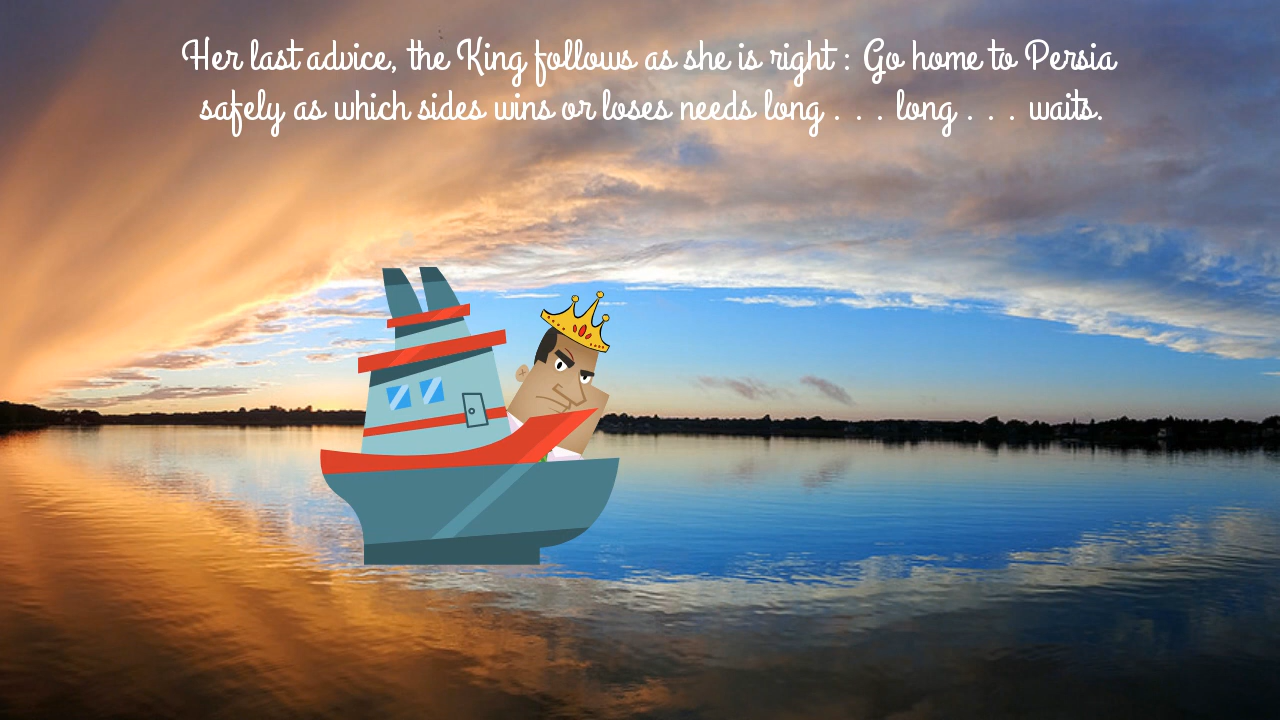 Her last advice, the King follows as she is right : Go home to Persia
safely as which sides wins or loses needs long . . . long . . . waits.